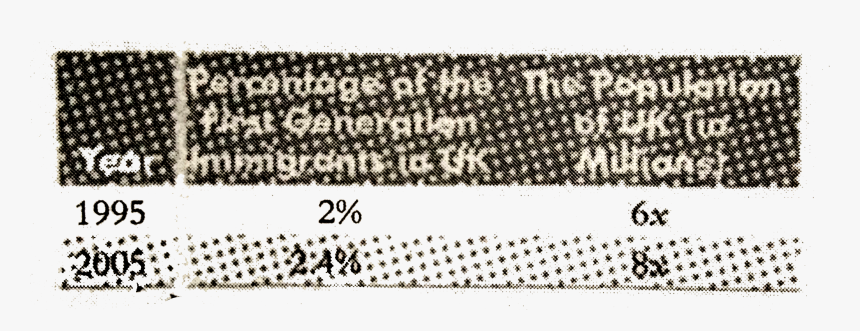 Percentage of the The Population
First Generation of UK (in
Year Immigrants in UK Millions)
1995 2% 6x
2005 2.4% 8x